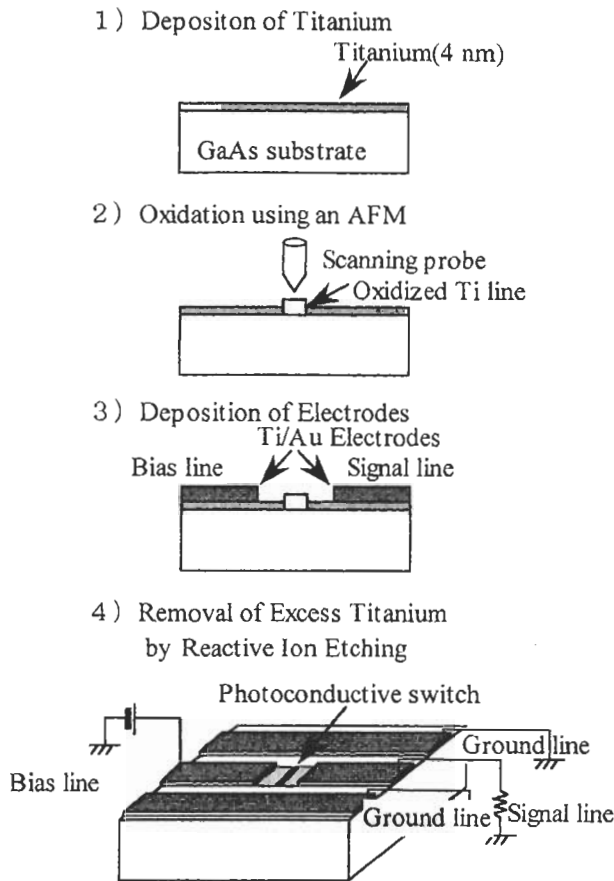 1) Depositon of Titanium
Titanium(4 nm)
GaAs substrate
2) Oxidation using an AFM
Scanning probe
Oxidized Ti line
3) Deposition of Electrodes
Ti/Au Electrodes
Bias line
Signal line
4) Removal of Excess Titanium
by Reactive Ion Etching
Photoconductive switch
Ground line
Bias line
Ground line
Signal line